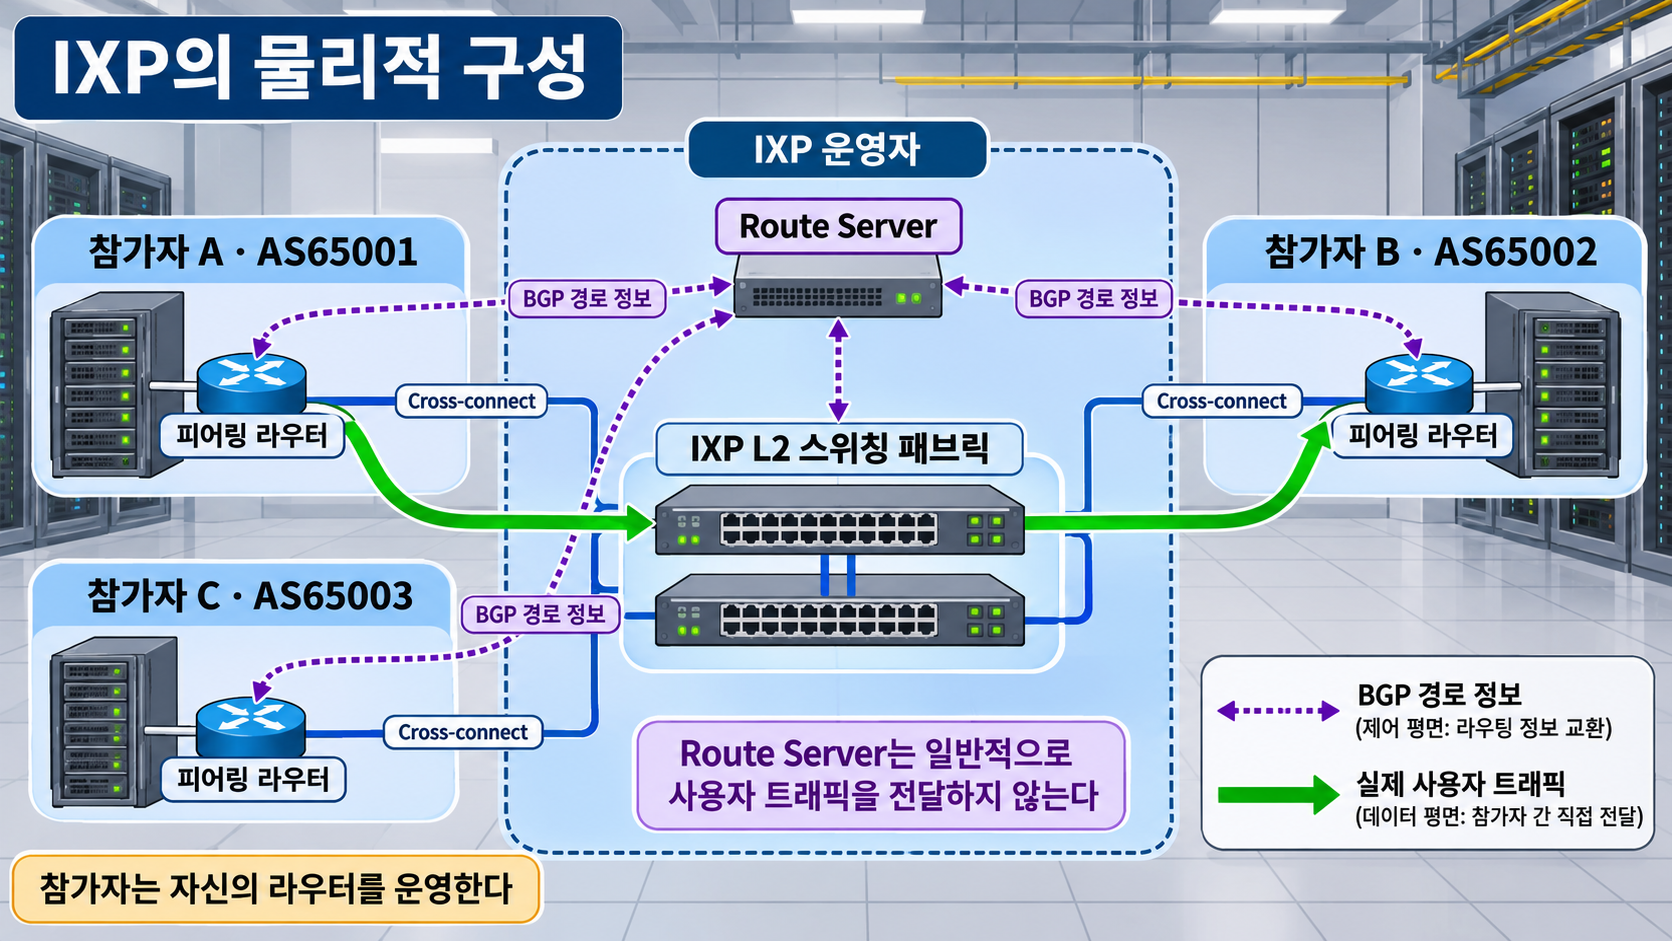 IXP의 물리적 구성
IXP 운영자
Route Server
참가자 A · AS65001
참가자 B · AS65002
BGP 경로 정보
BGP 경로 정보
Cross-connect
Cross-connect
피어링 라우터
피어링 라우터
IXP L2 스위칭 패브릭
참가자 C · AS65003
BGP 경로 정보
Cross-connect
피어링 라우터
Route Server는 일반적으로
사용자 트래픽을 전달하지 않는다
BGP 경로 정보
(제어 평면: 라우팅 정보 교환)
실제 사용자 트래픽
(데이터 평면: 참가자 간 직접 전달)
참가자는 자신의 라우터를 운영한다